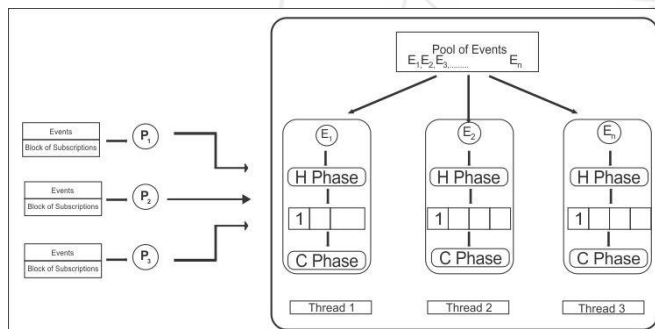 Pool of Events
E1,E2,E3,........ En
Events
Block of Subscriptions
P1
Events
Block of Subscriptions
P2
Events
Block of Subscriptions
P3
E1
H Phase
1
C Phase
Thread 1
E2
H Phase
1
C Phase
Thread 2
En
H Phase
1
C Phase
Thread 3